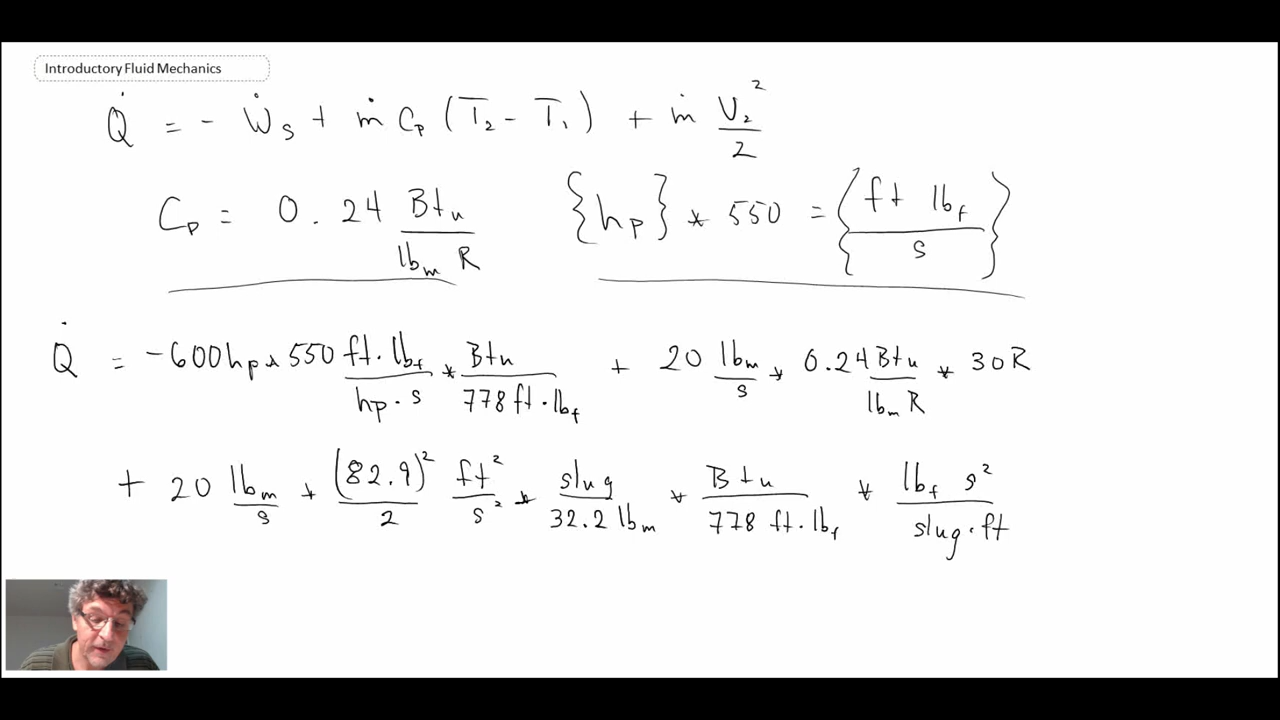 Introductory Fluid Mechanics
Q̇ = - Ẇs + ṁ Cp (T2 - T1) + ṁ V2²/2
Cp = 0.24 Btu/lbm R {hp} * 550 = {ft lbf/s}
Q̇ = -600hp * 550 ft·lbf/hp·s * Btu/778 ft·lbf + 20 lbm/s * 0.24 Btu/lbm R * 30 R
+ 20 lbm/s * (82.9)²/2 ft²/s² * slug/32.2 lbm * Btu/778 ft·lbf * lbf s²/slug·ft